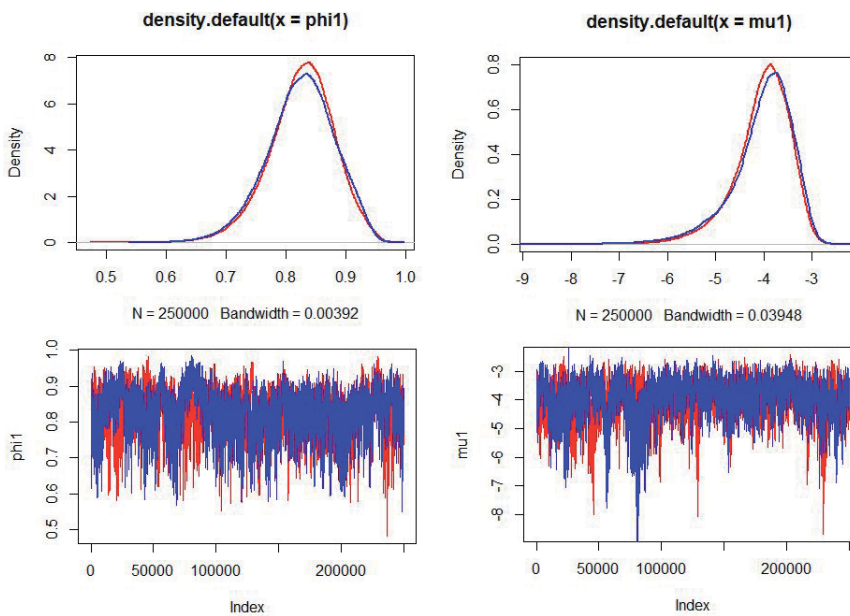 density.default(x = phi1)
Density
0 2 4 6 8
0.5 0.6 0.7 0.8 0.9 1.0
N = 250000 Bandwidth = 0.00392
density.default(x = mu1)
Density
0.0 0.2 0.4 0.6 0.8
-9 -8 -7 -6 -5 -4 -3
N = 250000 Bandwidth = 0.03948
phi1
0.5 0.6 0.7 0.8 0.9 1.0
0 50000 100000 200000
Index
mu1
-8 -7 -6 -5 -4 -3
0 50000 100000 200000
Index